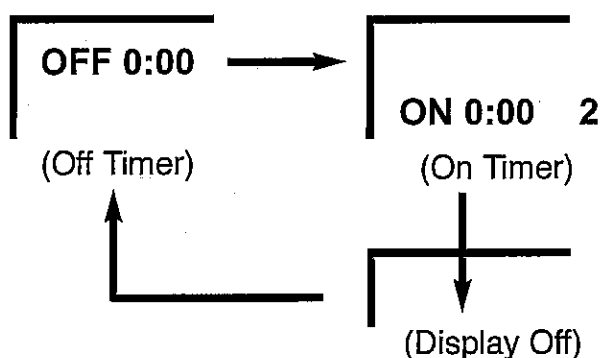 OFF 0:00
ON 0:00 2
(Off Timer)
(On Timer)
(Display Off)